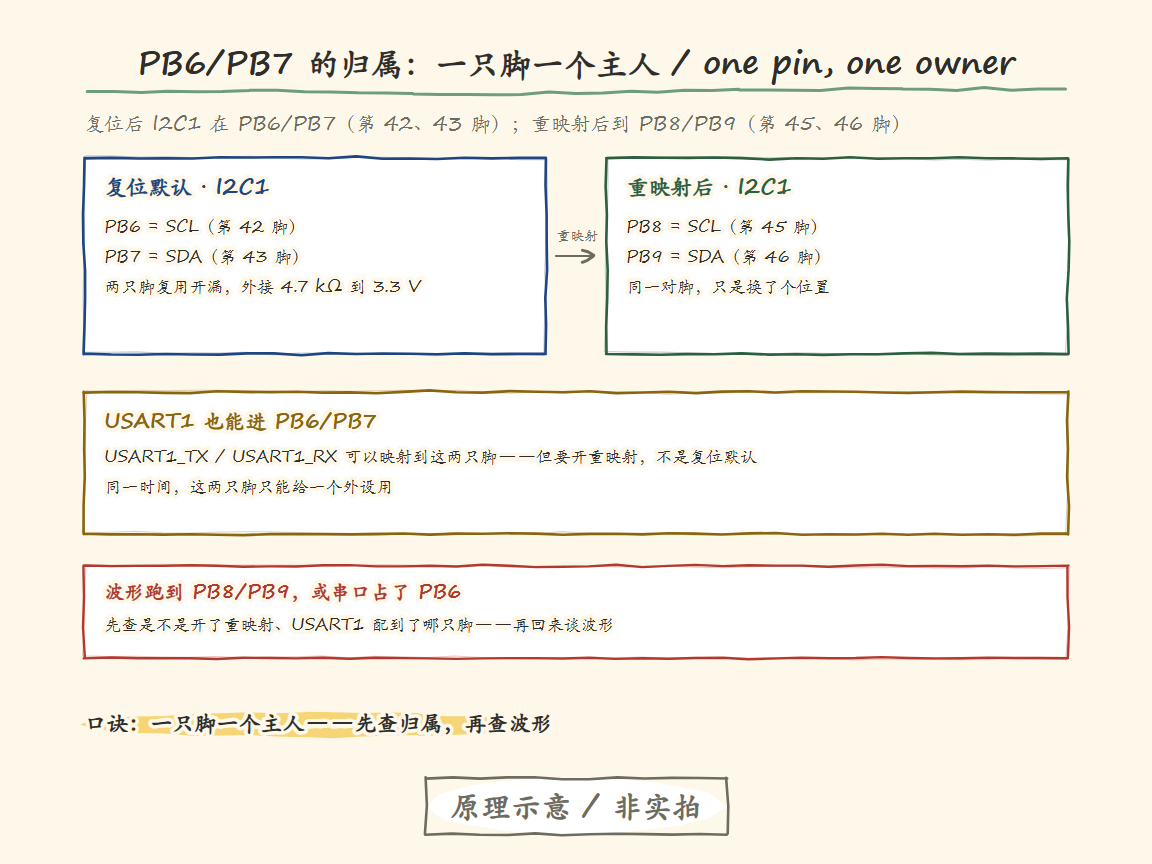 PB6/PB7 的归属：一只脚一个主人 / one pin, one owner
复位后 I2C1 在 PB6/PB7（第 42、43 脚）；重映射后到 PB8/PB9（第 45、46 脚）
复位默认 · I2C1
PB6 = SCL（第 42 脚）
PB7 = SDA（第 43 脚）
两只脚复用开漏，外接 4.7 kΩ 到 3.3 V
重映射
重映射后 · I2C1
PB8 = SCL（第 45 脚）
PB9 = SDA（第 46 脚）
同一对脚，只是换了个位置
USART1 也能进 PB6/PB7
USART1_TX / USART1_RX 可以映射到这两只脚——但要开重映射，不是复位默认
同一时间，这两只脚只能给一个外设用
波形跑到 PB8/PB9，或串口占了 PB6
先查是不是开了重映射、USART1 配到了哪只脚——再回来谈波形
口诀：一只脚一个主人——先查归属，再查波形
原理示意 / 非实拍